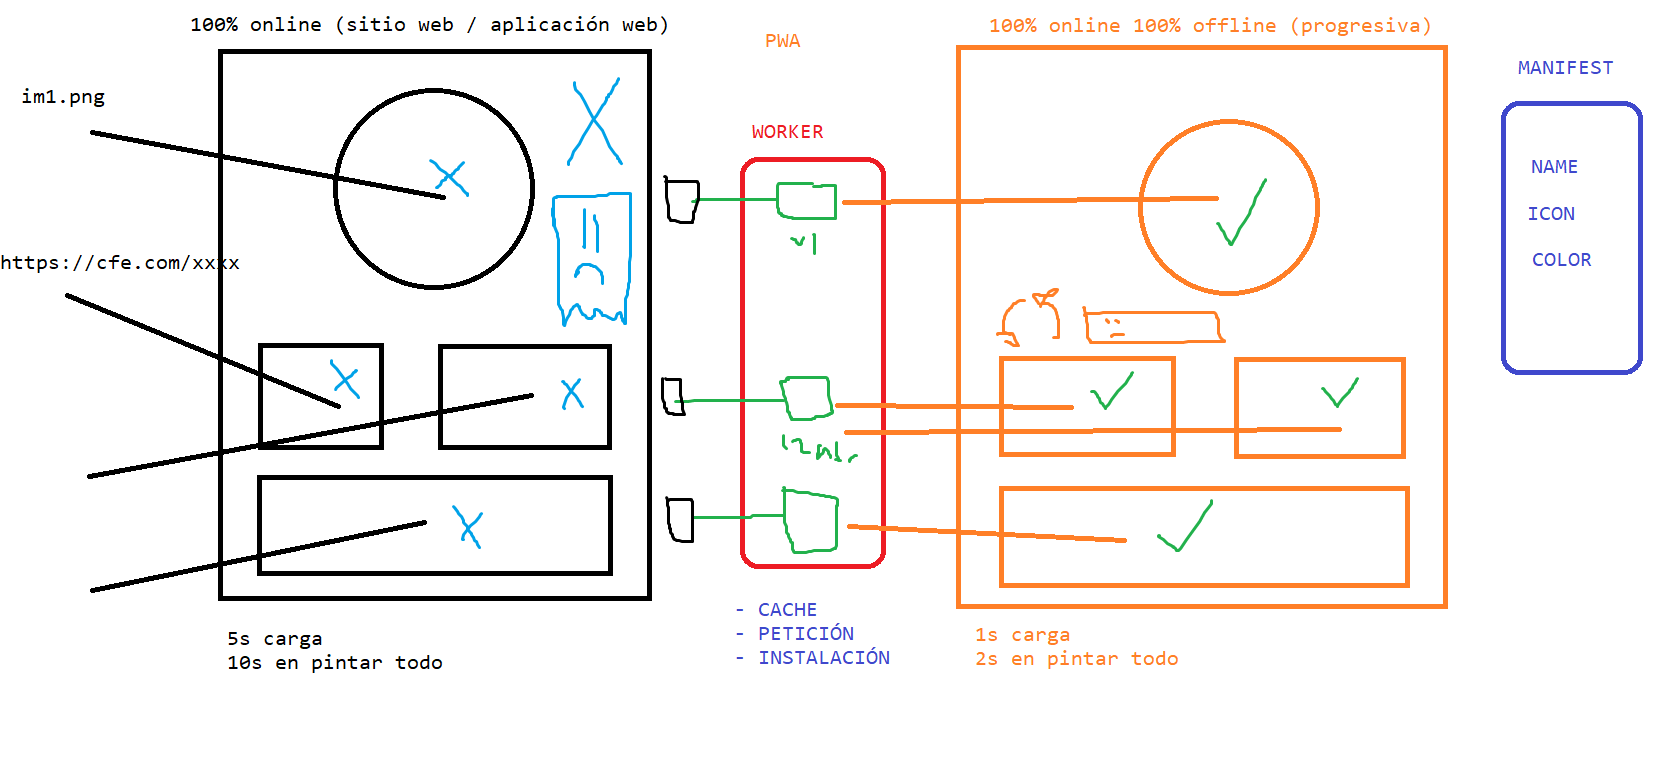 100% online (sitio web / aplicación web)
PWA
100% online 100% offline (progresiva)
MANIFEST
im1.png
WORKER
NAME
ICON
COLOR
v1
https://cfe.com/xxxx
- CACHE
- PETICIÓN
- INSTALACIÓN
5s carga
10s en pintar todo
1s carga
2s en pintar todo